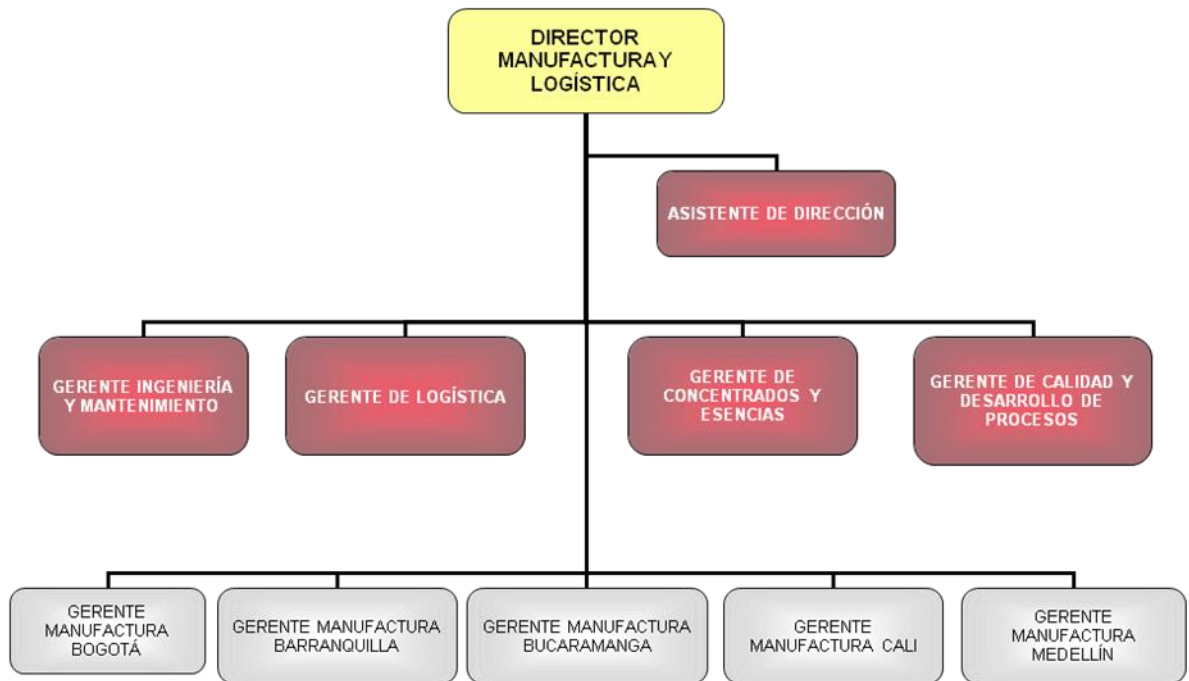 DIRECTOR
MANUFACTURA Y
LOGÍSTICA
ASISTENTE DE DIRECCIÓN
GERENTE INGENIERÍA
Y MANTENIMIENTO
GERENTE DE LOGÍSTICA
GERENTE DE
CONCENTRADOS Y
ESENCIAS
GERENTE DE CALIDAD Y
DESARROLLO DE
PROCESOS
GERENTE
MANUFACTURA
BOGOTÁ
GERENTE MANUFACTURA
BARRANQUILLA
GERENTE MANUFACTURA
BUCARAMANGA
GERENTE
MANUFACTURA CALI
GERENTE
MANUFACTURA
MEDELLÍN